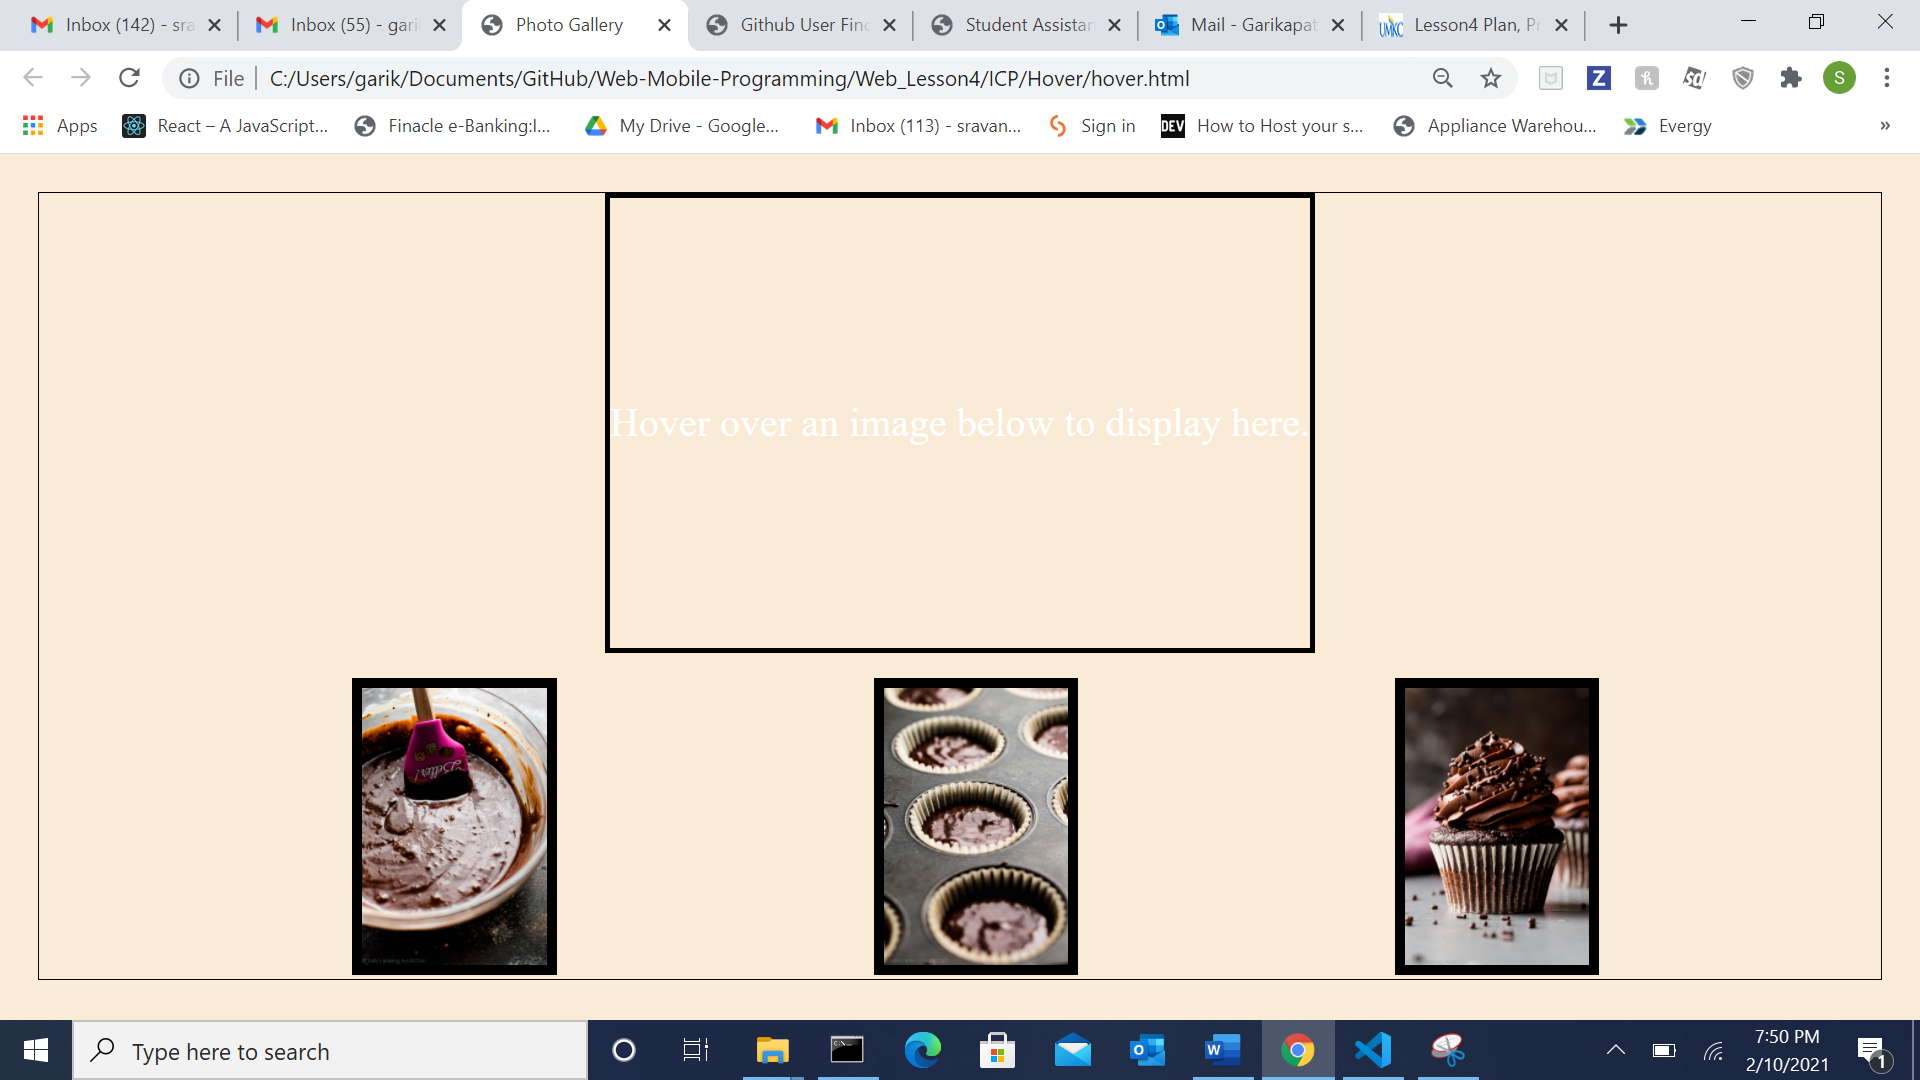 Inbox (142) - sra
Inbox (55) - gari
Photo Gallery
Github User Find
Student Assistan
Mail - Garikapat
Lesson4 Plan, Pr
File
C:/Users/garik/Documents/GitHub/Web-Mobile-Programming/Web_Lesson4/ICP/Hover/hover.html
S
Apps
React – A JavaScript...
Finacle e-Banking:I...
My Drive - Google...
Inbox (113) - sravan...
Sign in
DEV
How to Host your s...
Appliance Warehou...
Evergy
»
Hover over an image below to display here.
Type here to search
7:50 PM
2/10/2021
1